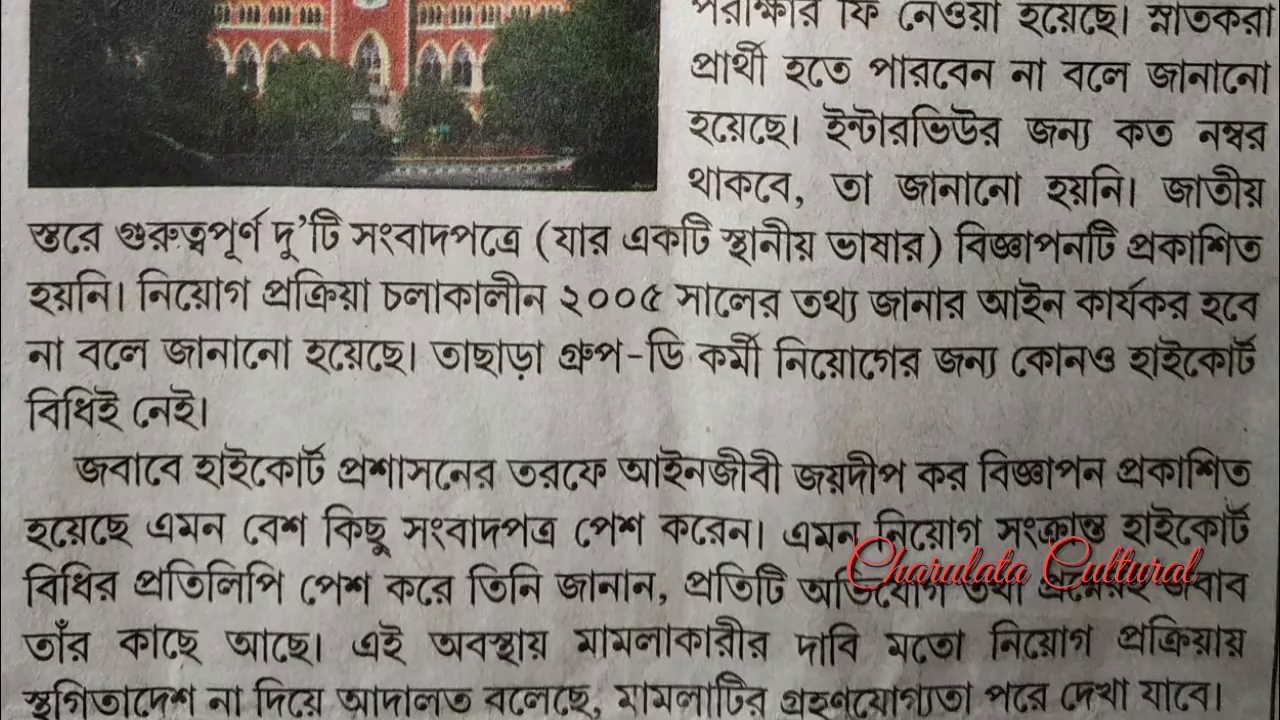 পরীক্ষার ফি নেওয়া হয়েছে। স্নাতকরা
প্রার্থী হতে পারবেন না বলে জানানো
হয়েছে। ইন্টারভিউর জন্য কত নম্বর
থাকবে, তা জানানো হয়নি। জাতীয়
স্তরে গুরুত্বপূর্ণ দু'টি সংবাদপত্রে (যার একটি স্থানীয় ভাষার) বিজ্ঞাপনটি প্রকাশিত
হয়নি। নিয়োগ প্রক্রিয়া চলাকালীন ২০০৫ সালের তথ্য জানার আইন কার্যকর হবে
না বলে জানানো হয়েছে। তাছাড়া গ্রুপ-ডি কর্মী নিয়োগের জন্য কোনও হাইকোর্ট
বিধিই নেই।
জবাবে হাইকোর্ট প্রশাসনের তরফে আইনজীবী জয়দীপ কর বিজ্ঞাপন প্রকাশিত
হয়েছে এমন বেশ কিছু সংবাদপত্র পেশ করেন। এমন নিয়োগ সংক্রান্ত হাইকোর্ট
বিধির প্রতিলিপি পেশ করে তিনি জানান, প্রতিটি অভিযোগ তথা প্রশ্নেরই জবাব
Charulata Cultural
তাঁর কাছে আছে। এই অবস্থায় মামলাকারীর দাবি মতো নিয়োগ প্রক্রিয়ায়
স্থগিতাদেশ না দিয়ে আদালত বলেছে, মামলাটির গ্রহণযোগ্যতা পরে দেখা যাবে।